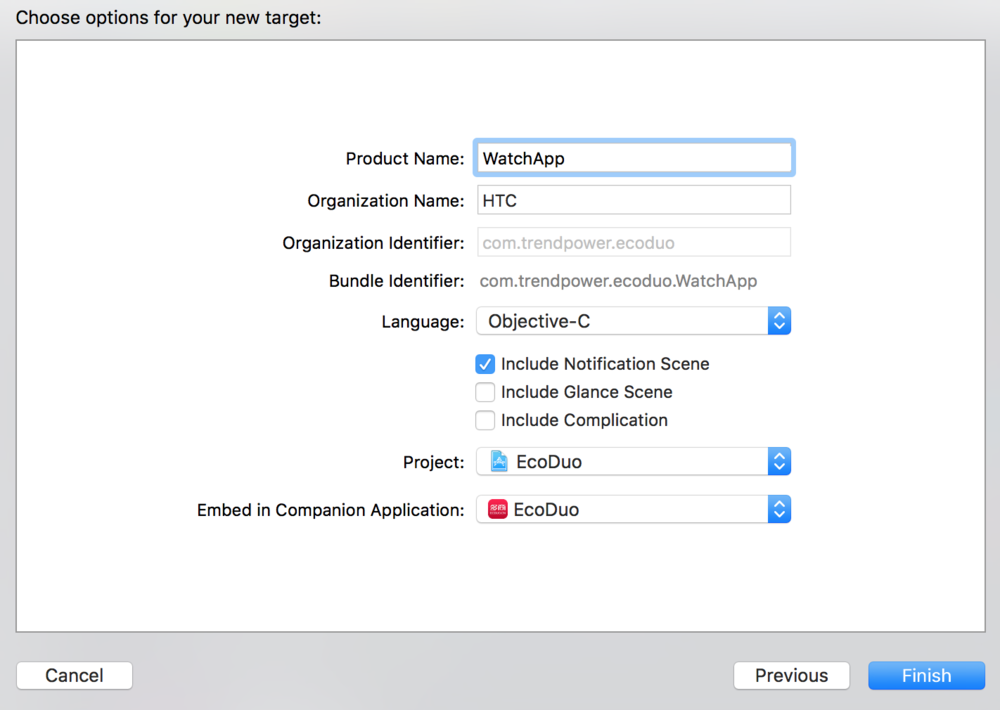 Choose options for your new target:
Product Name: WatchApp
Organization Name: HTC
Organization Identifier: com.trendpower.ecoduo
Bundle Identifier: com.trendpower.ecoduo.WatchApp
Language: Objective-C
Include Notification Scene
Include Glance Scene
Include Complication
Project: EcoDuo
Embed in Companion Application: EcoDuo
Cancel Previous Finish